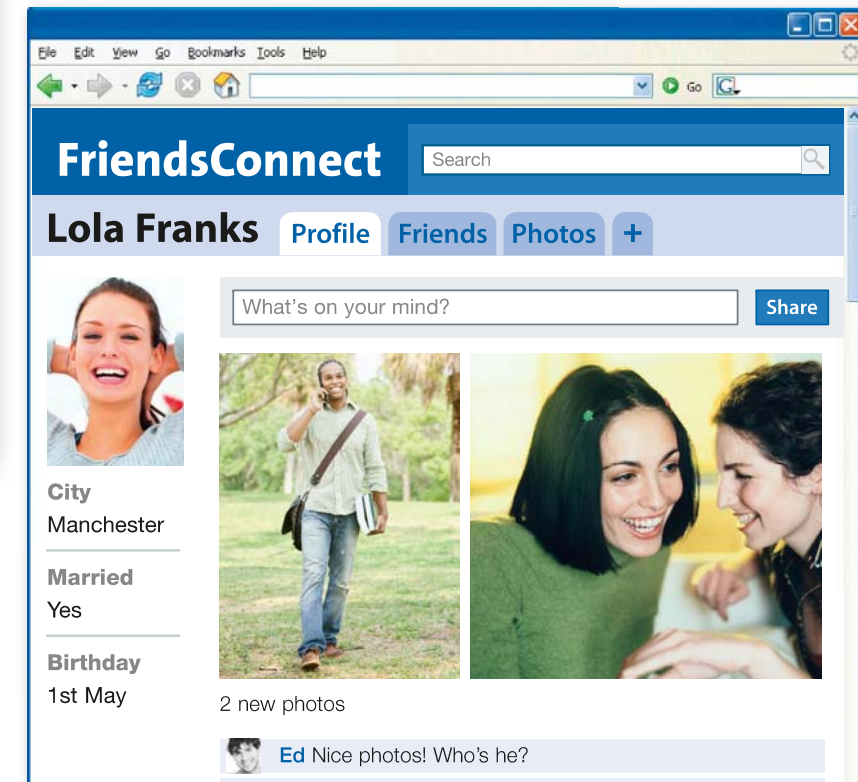 File Edit View Go Bookmarks Tools Help
Go G
FriendsConnect
Search
Lola Franks Profile Friends Photos +
What's on your mind? Share
City
Manchester
Married
Yes
Birthday
1st May
2 new photos
Ed Nice photos! Who's he?